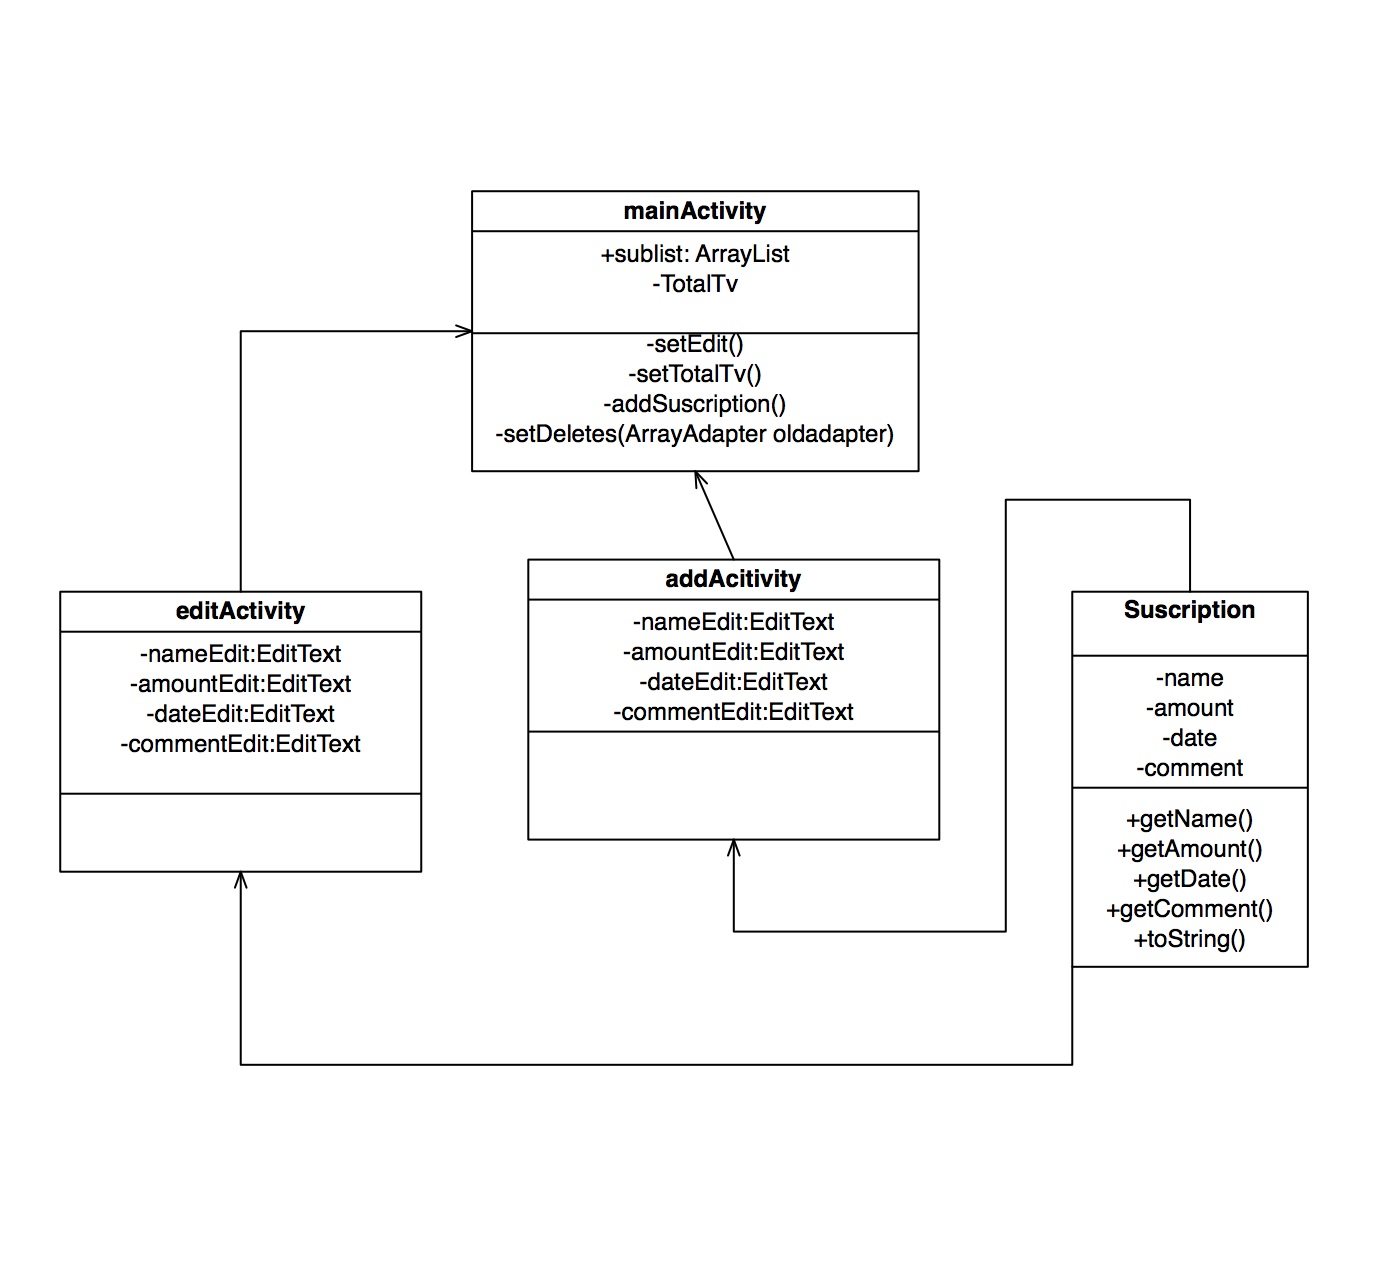 mainActivity
+sublist: ArrayList
-TotalTv
-setEdit()
-setTotalTv()
-addSuscription()
-setDeletes(ArrayAdapter oldadapter)
editActivity
-nameEdit:EditText
-amountEdit:EditText
-dateEdit:EditText
-commentEdit:EditText
addAcitivity
-nameEdit:EditText
-amountEdit:EditText
-dateEdit:EditText
-commentEdit:EditText
Suscription
-name
-amount
-date
-comment
+getName()
+getAmount()
+getDate()
+getComment()
+toString()